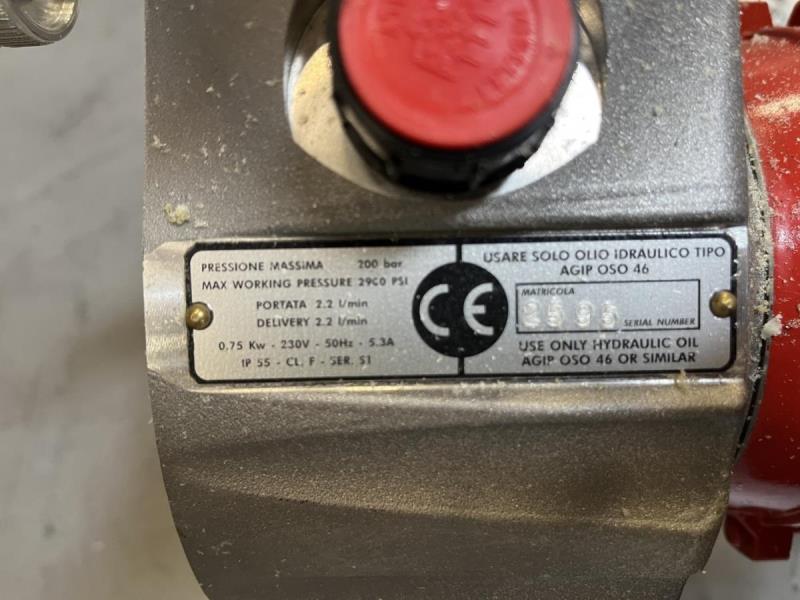 PRESSIONE MASSIMA 200 bar
MAX WORKING PRESSURE 2900 PSI
PORTATA 2.2 l/min
DELIVERY 2.2 l/min
0.75 Kw - 230V - 50Hz - 5.3A
IP 55 - CL. F - SER. S1
CE
USARE SOLO OLIO IDRAULICO TIPO
AGIP OSO 46
MATRICOLA
SERIAL NUMBER
USE ONLY HYDRAULIC OIL
AGIP OSO 46 OR SIMILAR